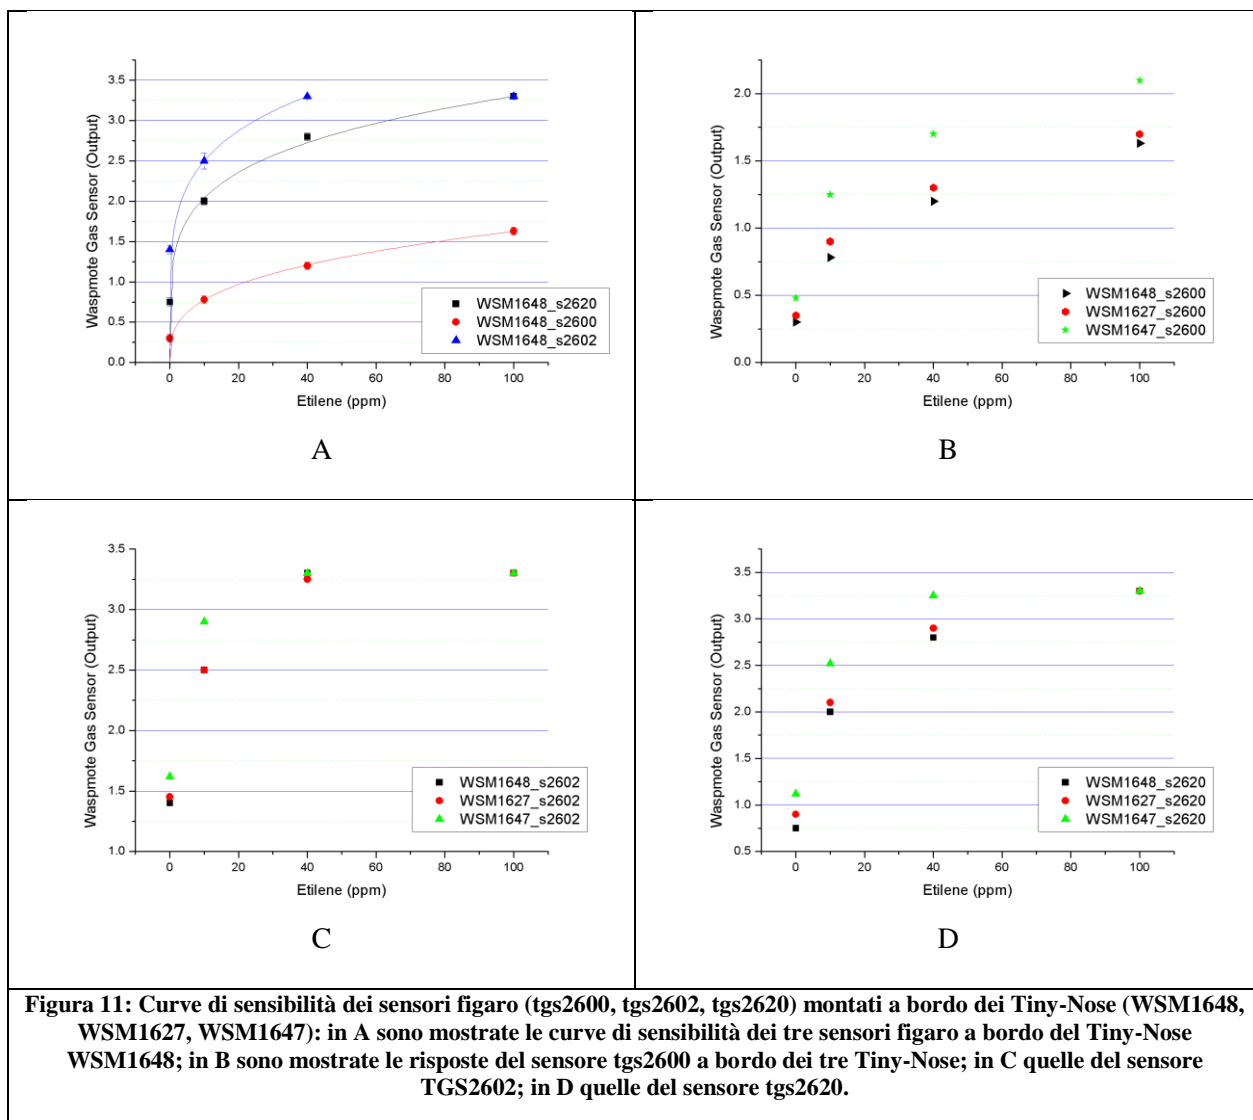 3.5
3.0
2.5
2.0
1.5
1.0
0.5
0.0
Waspmote Gas Sensor (Output)
WSM1648_s2620
WSM1648_s2600
WSM1648_s2602
0 20 40 60 80 100
Etilene (ppm)
A
2.0
1.5
1.0
0.5
0.0
Waspmote Gas Sensor (Output)
WSM1648_s2600
WSM1627_s2600
WSM1647_s2600
0 20 40 60 80 100
Etilene (ppm)
B
3.5
3.0
2.5
2.0
1.5
1.0
Waspmote Gas Sensor (Output)
WSM1648_s2602
WSM1627_s2602
WSM1647_s2602
0 20 40 60 80 100
Etilene (ppm)
C
3.5
3.0
2.5
2.0
1.5
1.0
0.5
Waspmote Gas Sensor (Output)
WSM1648_s2620
WSM1627_s2620
WSM1647_s2620
0 20 40 60 80 100
Etilene (ppm)
D
Figura 11: Curve di sensibilità dei sensori figaro (tgs2600, tgs2602, tgs2620) montati a bordo dei Tiny-Nose (WSM1648,
WSM1627, WSM1647): in A sono mostrate le curve di sensibilità dei tre sensori figaro a bordo del Tiny-Nose
WSM1648; in B sono mostrate le risposte del sensore tgs2600 a bordo dei tre Tiny-Nose; in C quelle del sensore
TGS2602; in D quelle del sensore tgs2620.